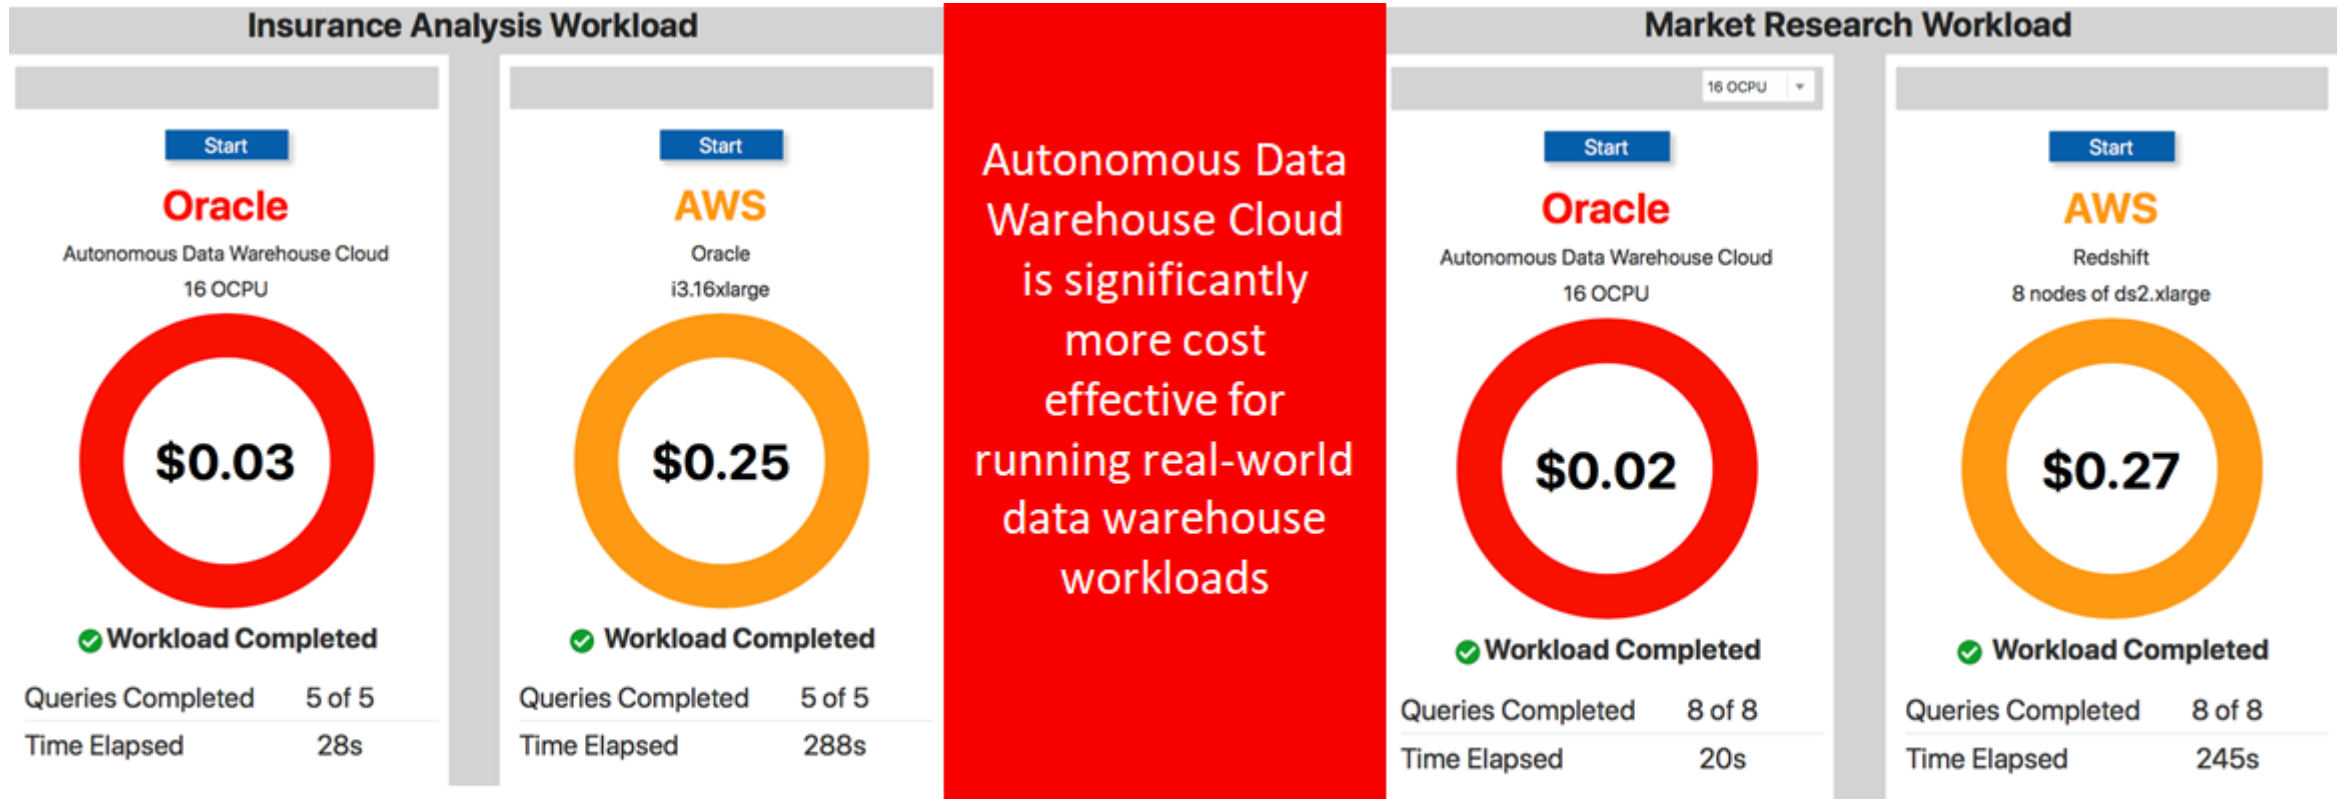 Insurance Analysis Workload
Start
Oracle
Autonomous Data Warehouse Cloud
16 OCPU
$0.03
Workload Completed
Queries Completed 5 of 5
Time Elapsed 28s
Start
AWS
Oracle
i3.16xlarge
$0.25
Workload Completed
Queries Completed 5 of 5
Time Elapsed 288s
Autonomous Data
Warehouse Cloud
is significantly
more cost
effective for
running real-world
data warehouse
workloads
Market Research Workload
16 OCPU
Start
Oracle
Autonomous Data Warehouse Cloud
16 OCPU
$0.02
Workload Completed
Queries Completed 8 of 8
Time Elapsed 20s
Start
AWS
Redshift
8 nodes of ds2.xlarge
$0.27
Workload Completed
Queries Completed 8 of 8
Time Elapsed 245s